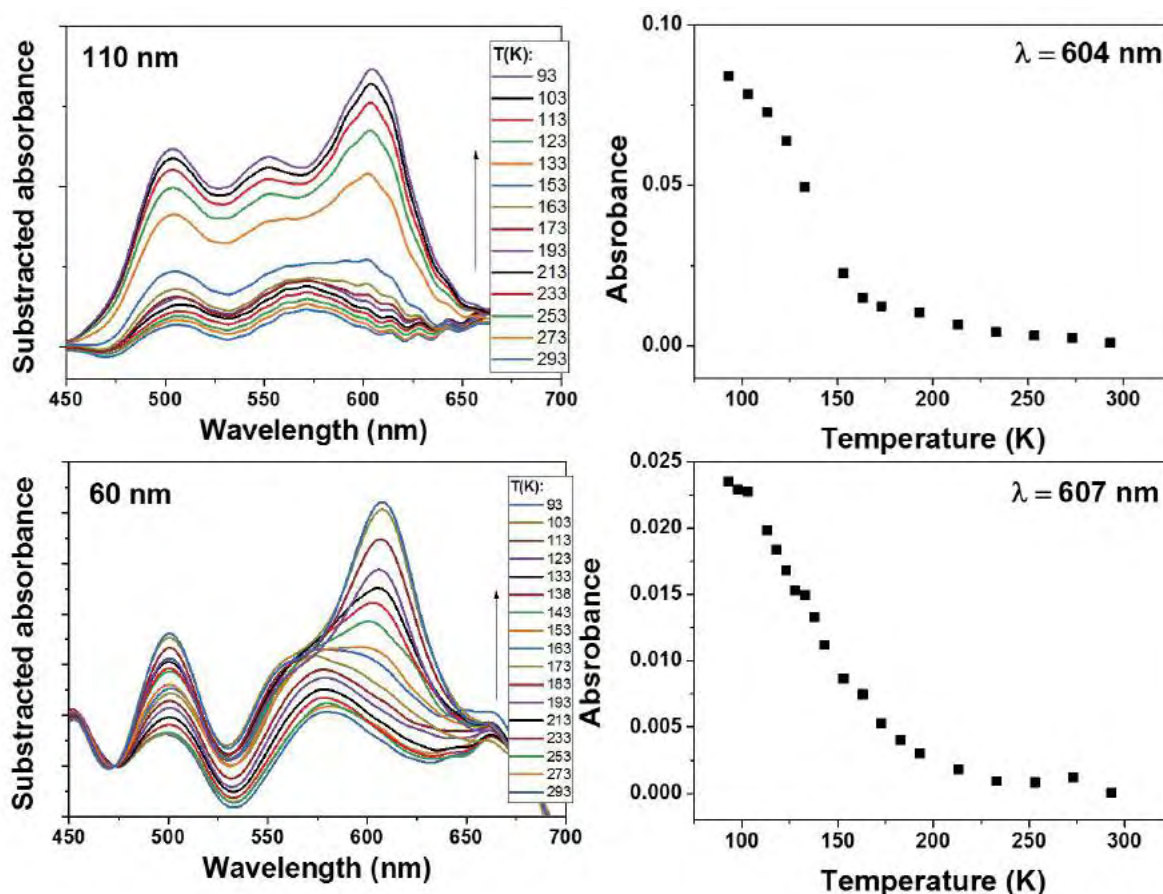 110 nm
T(K):
93
103
113
123
133
153
163
173
193
213
233
253
273
293
Substracted absorbance
450 500 550 600 650 700
Wavelength (nm)
λ = 604 nm
0.10
0.05
0.00
Absrobance
100 150 200 250 300
Temperature (K)
60 nm
T(K):
93
103
113
123
133
138
143
153
163
173
183
193
213
233
253
273
293
Substracted absorbance
450 500 550 600 650 700
Wavelength (nm)
λ = 607 nm
0.025
0.020
0.015
0.010
0.005
0.000
Absrobance
100 150 200 250 300
Temperature (K)